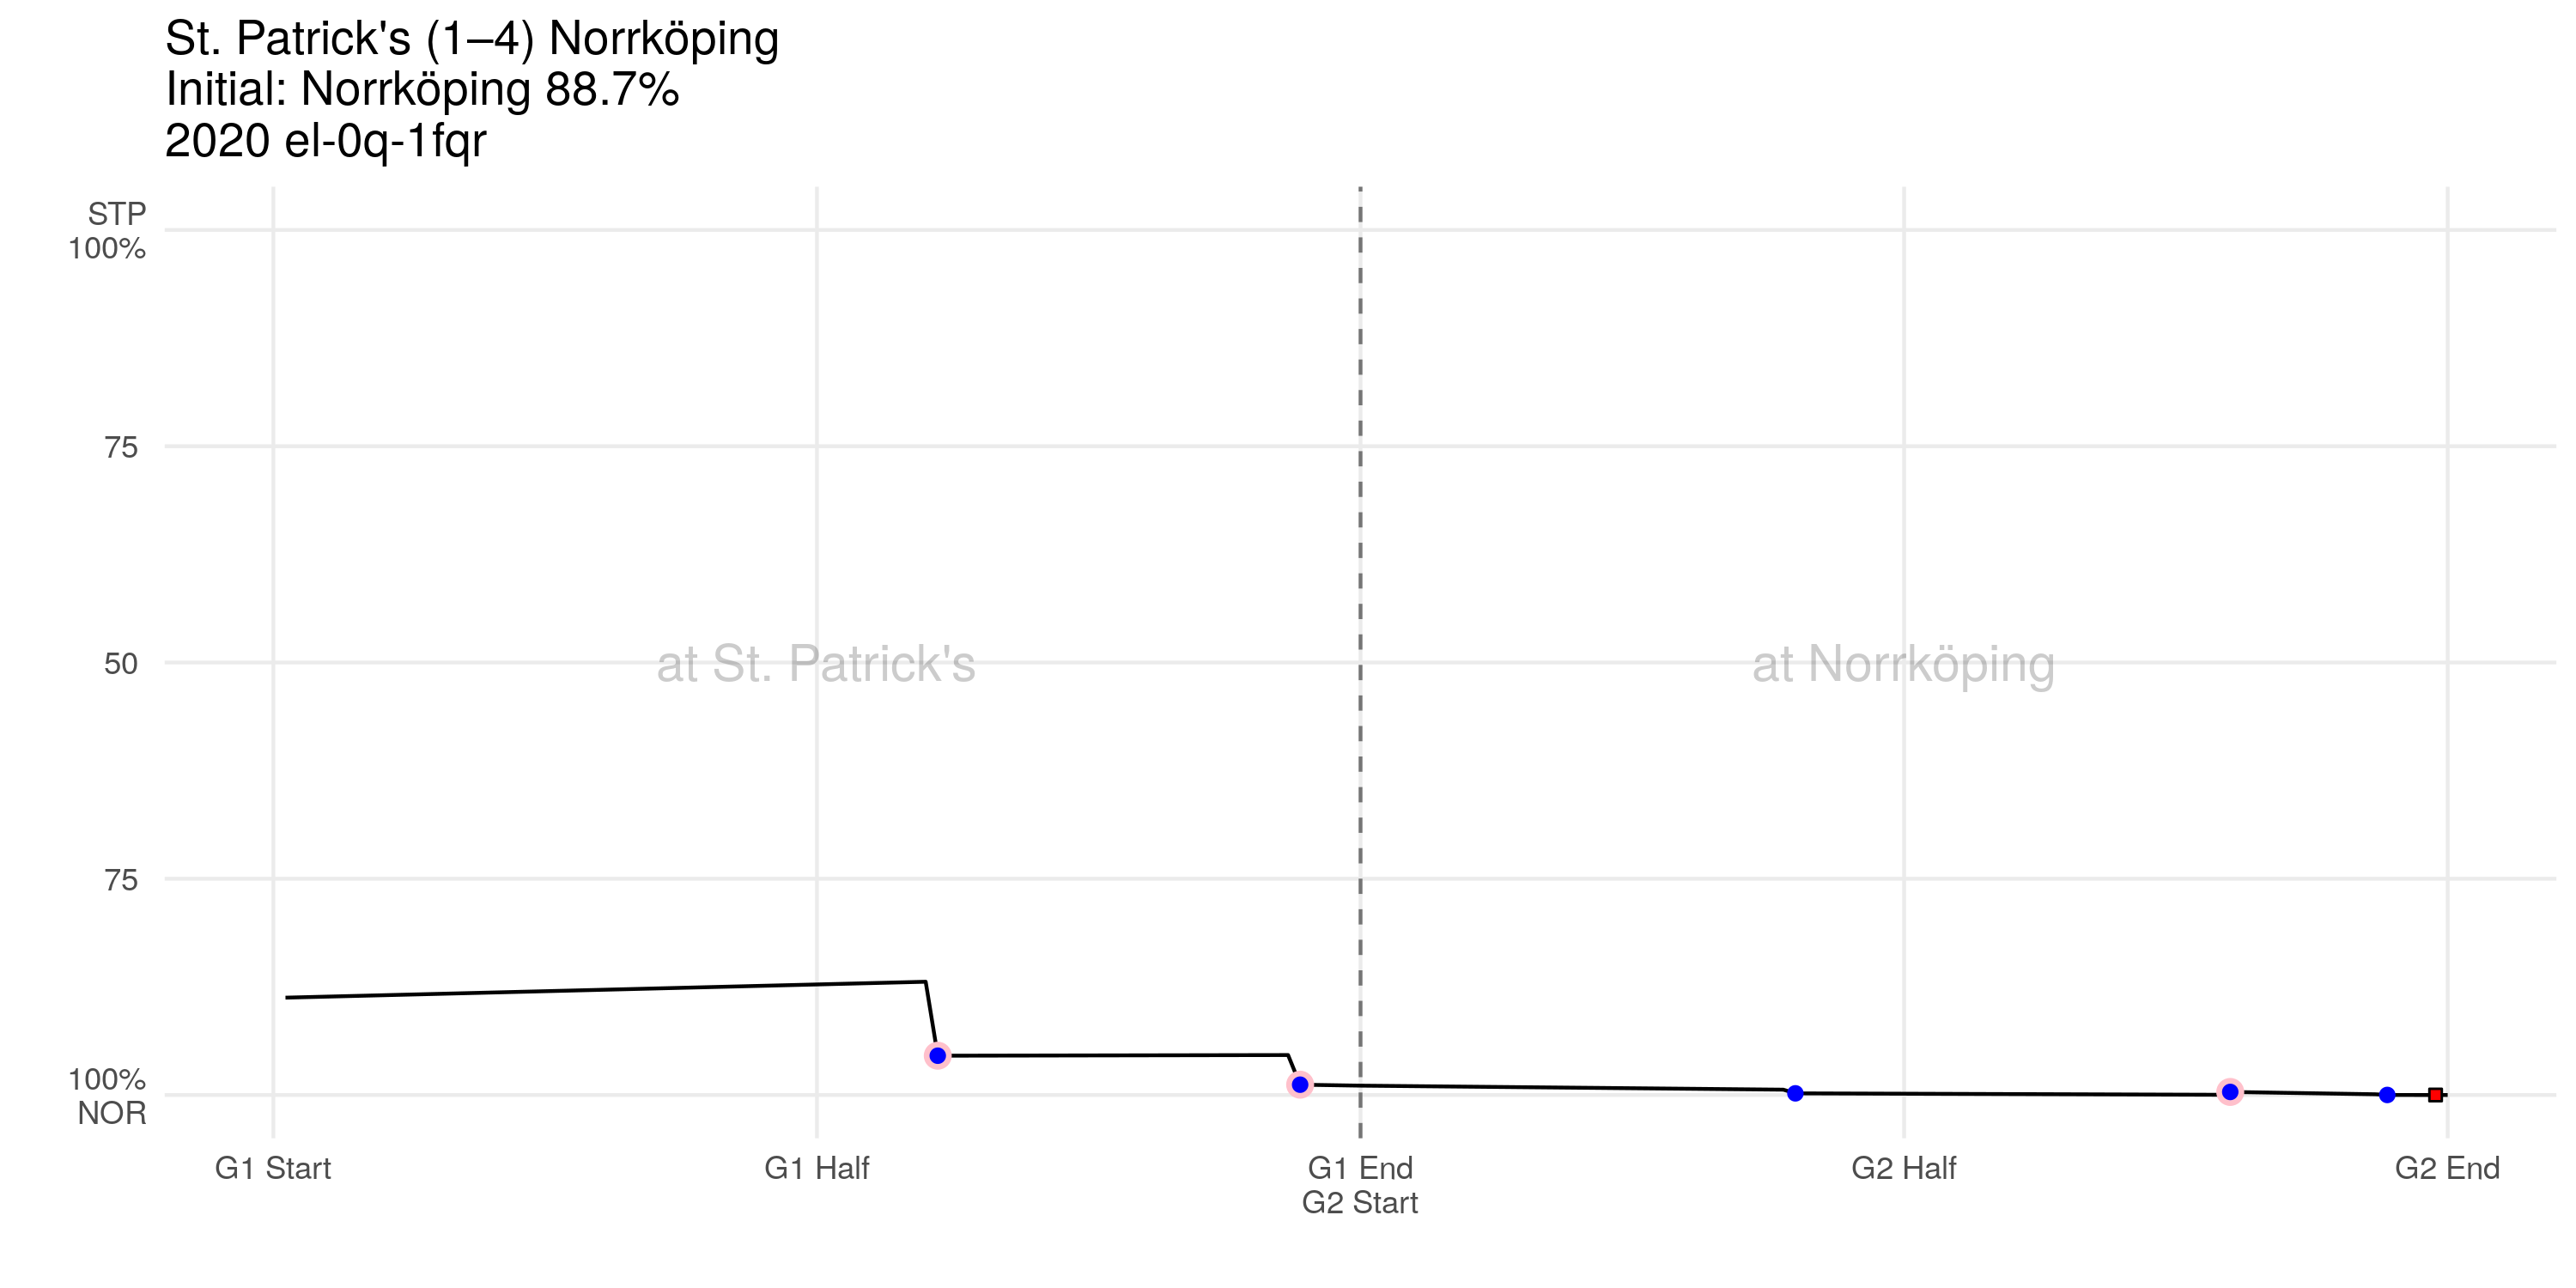 St. Patrick's (1–4) Norrköping
Initial: Norrköping 88.7%
2020 el-0q-1fqr
STP
100%
75
50
75
100%
NOR
at St. Patrick's
at Norrköping
G1 Start
G1 Half
G1 End
G2 Start
G2 Half
G2 End